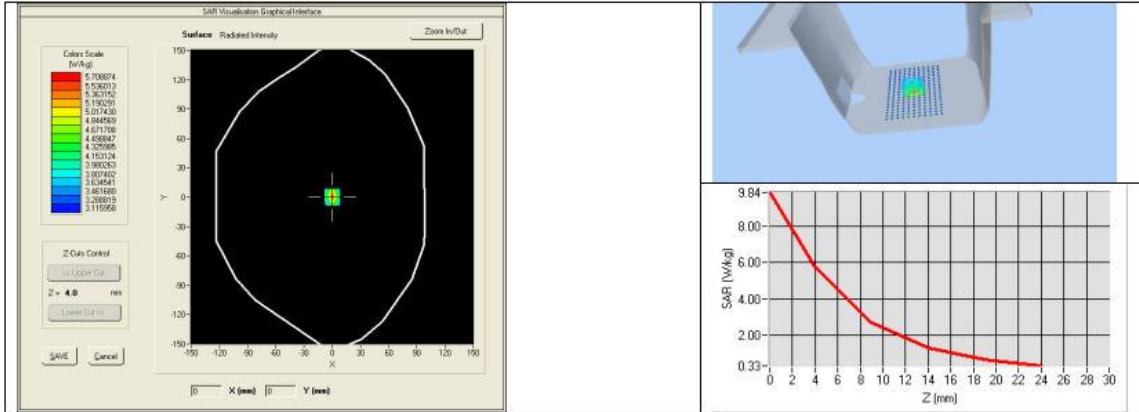 SAR Visualisation Graphical Interface
Surface Radiated Intensity
Zoom In/Out
Colors Scale
(W/kg)
5.708874
5.536013
5.363152
5.190291
5.017430
4.844569
4.671708
4.498847
4.325985
4.153124
3.980263
3.807402
3.634541
3.461680
3.288819
3.115958
Z-Cuts Control
<< Upper Cut
Z = 4.0 mm
Lower Cut >>
SAVE Cancel
150-
120-
90-
60-
30-
0-
-30-
-60-
-90-
-120-
-150-
Y
-150 -120 -90 -60 -30 0 30 60 90 120 150
X
0 X (mm) 0 Y (mm)
9.84-
8.00-
6.00-
4.00-
2.00-
0.33-
SAR (W/kg)
0 2 4 6 8 10 12 14 16 18 20 22 24 26 28 30
Z (mm)